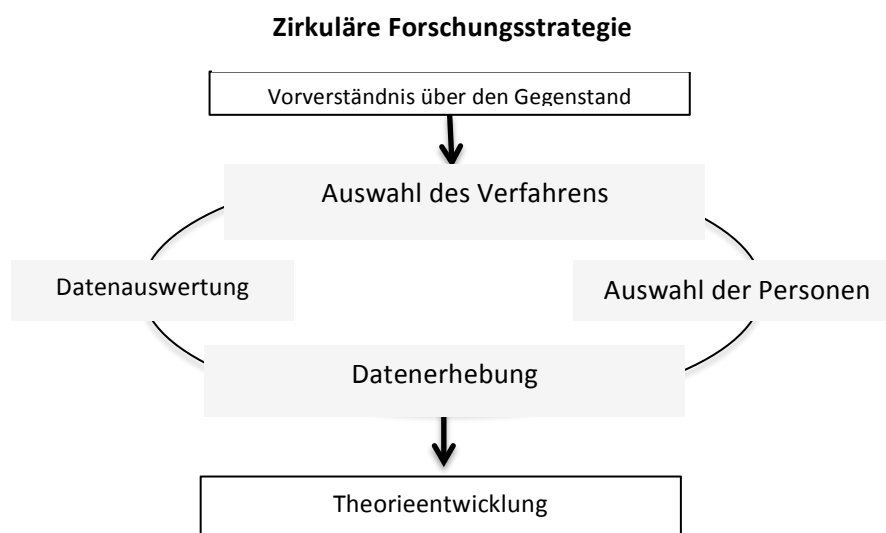 Zirkuläre Forschungsstrategie
Vorverständnis über den Gegenstand
Auswahl des Verfahrens
Datenauswertung
Auswahl der Personen
Datenerhebung
Theorieentwicklung